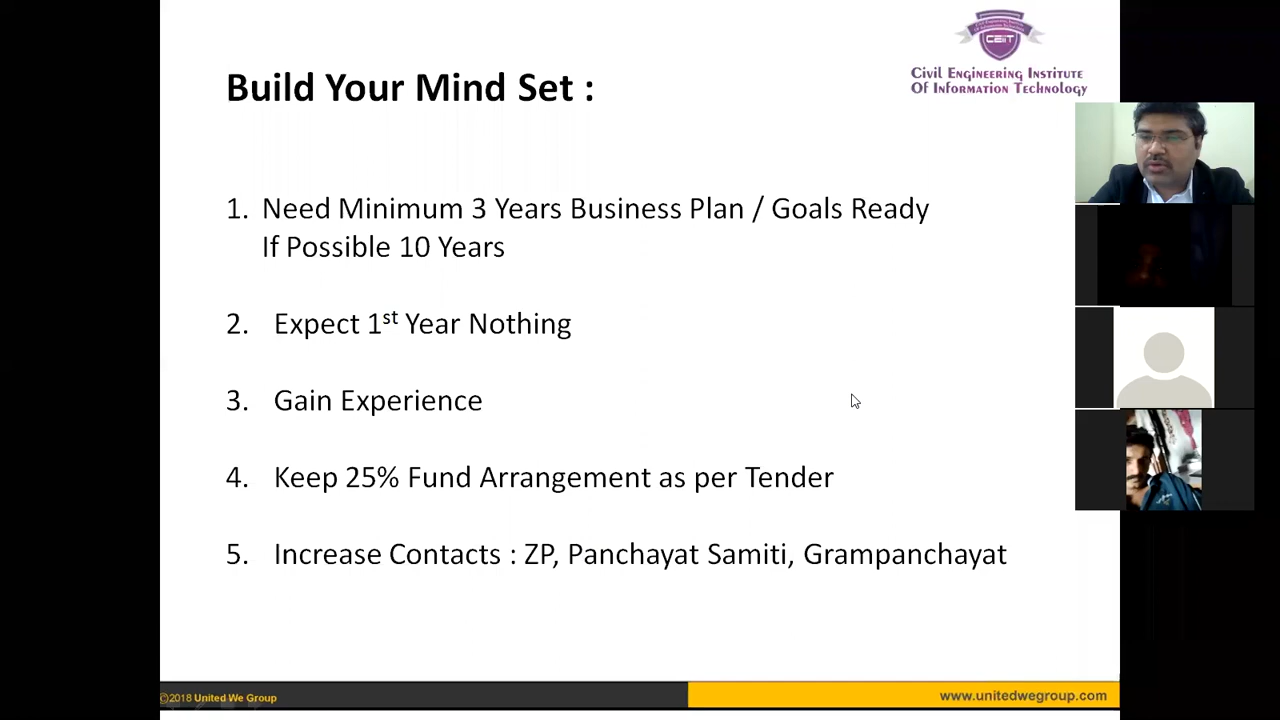 CEIIT
Civil Engineering Institute
Of Information Technology
Build Your Mind Set :
1. Need Minimum 3 Years Business Plan / Goals Ready
If Possible 10 Years
2. Expect 1st Year Nothing
3. Gain Experience
4. Keep 25% Fund Arrangement as per Tender
5. Increase Contacts : ZP, Panchayat Samiti, Grampanchayat
©2018 United We Group
www.unitedwegroup.com